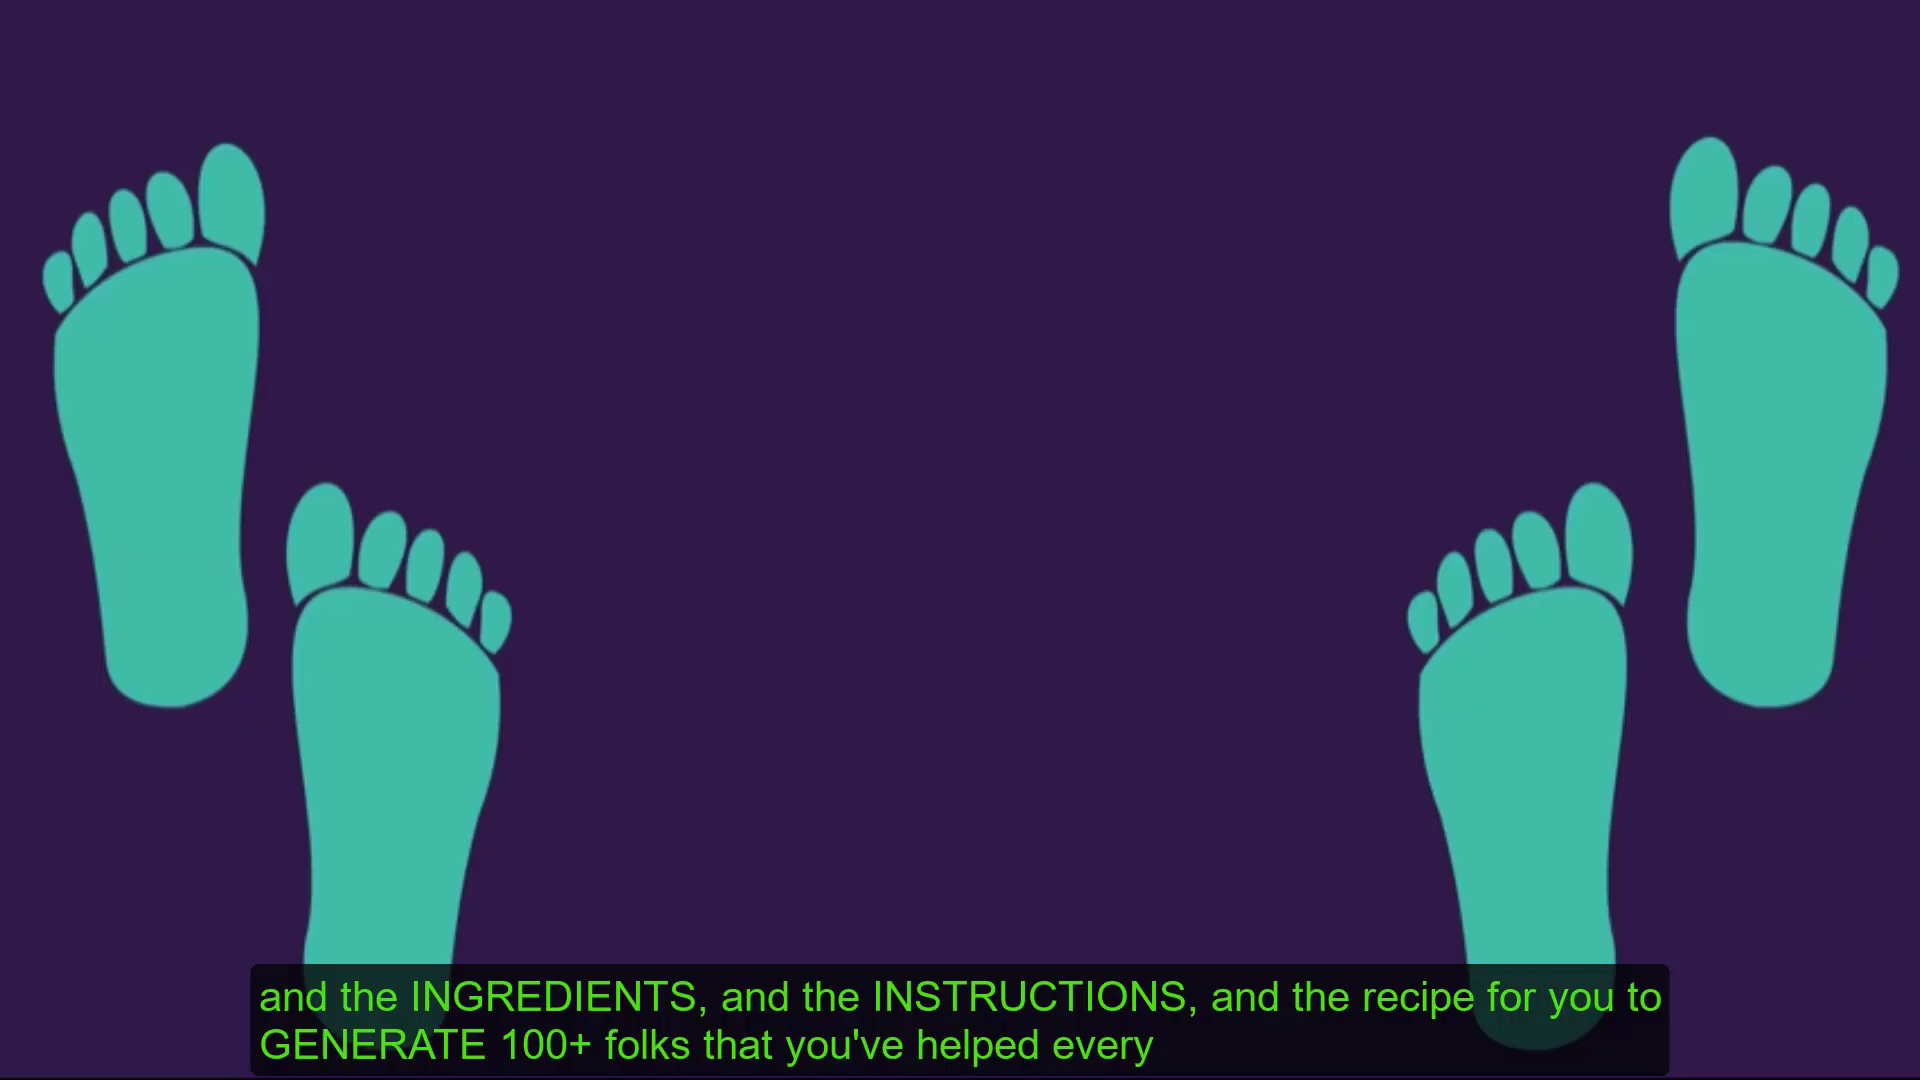 and the INGREDIENTS, and the INSTRUCTIONS, and the recipe for you to
GENERATE 100+ folks that you've helped every